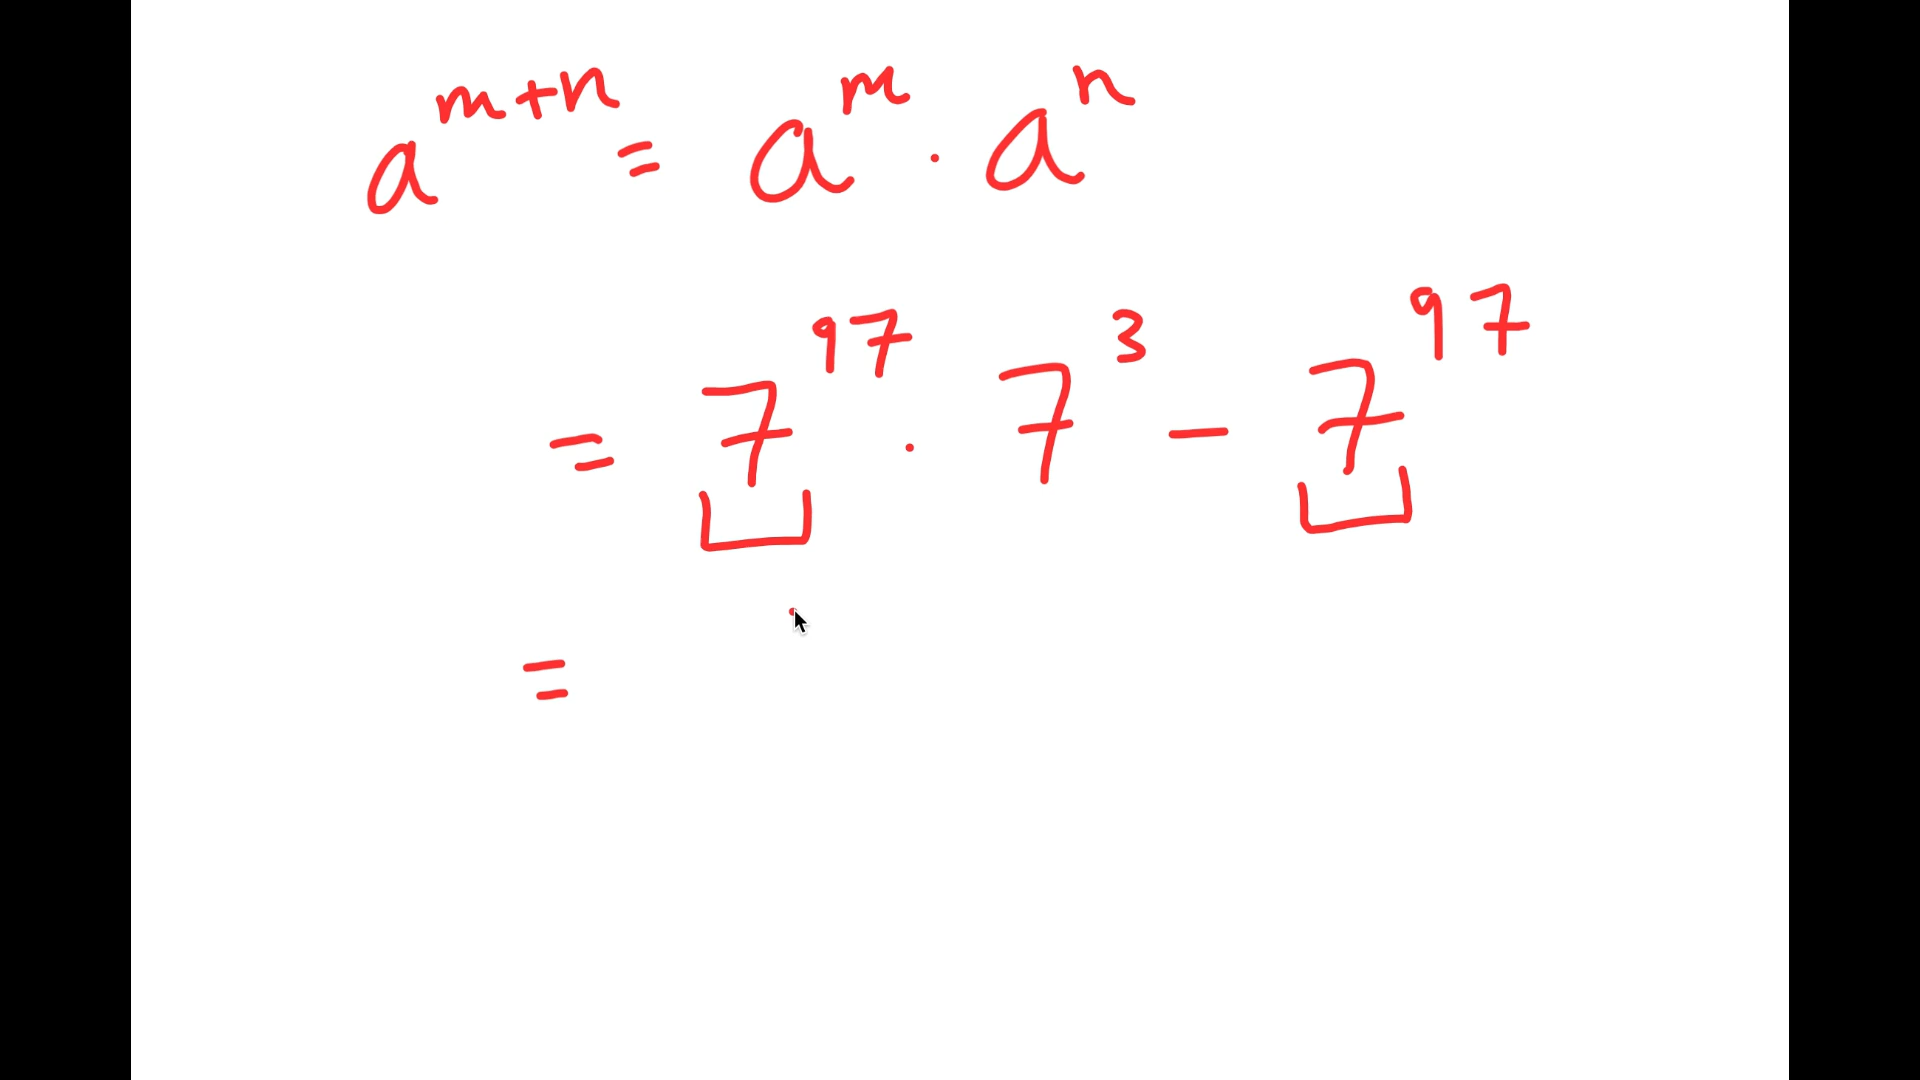 a^{m+n} = a^m · a^n
= 7^{97} · 7^3 - 7^{97}
=